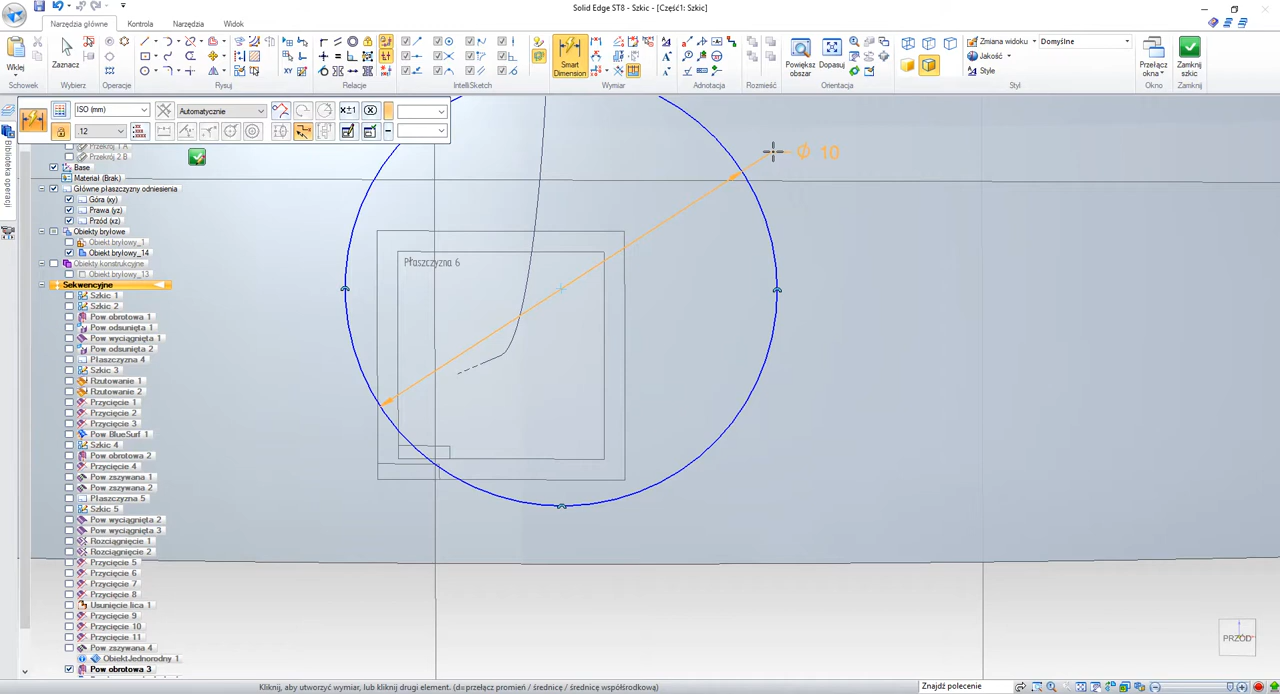 Solid Edge ST8 - Szkic - [Część1: Szkic]
Narzędzia główne
Kontrola
Narzędzia
Widok
Wklej
Schowek
Zaznacz
Wybierz
Operacje
Rysuj
Relacje
IntelliSketch
Smart Dimension
Wymiar
Adnotacja
Rozmieść
Powiększ obszar
Dopasuj
Orientuj
Zmiana widoku
Domyślne
Jakość
Style
Styl
Przełącz okna
Okno
Zamknij szkic
Zamknij
ISO (mm)
Automatycznie
12
Biblioteka operacji
Przekrój 1 A
Przekrój 2 B
Base
Materiał (Brak)
Główne płaszczyzny odniesienia
Góra (xy)
Prawa (yz)
Przód (xz)
Obiekty bryłowe
Obiekt bryłowy_1
Obiekt bryłowy_14
Obiekty konstrukcyjne
Obiekt bryłowy_13
Sekwencyjne
Szkic 1
Szkic 2
Pow obrotowa 1
Pow odsunięta 1
Pow wyciągnięta 1
Pow odsunięta 2
Płaszczyzna 4
Szkic 3
Rzutowanie 1
Rzutowanie 2
Przycięcie 1
Przycięcie 2
Przycięcie 3
Pow BlueSurf 1
Szkic 4
Pow obrotowa 2
Przycięcie 4
Pow zszywana 1
Pow zszywana 2
Płaszczyzna 5
Szkic 5
Pow wyciągnięta 2
Pow wyciągnięta 3
Rozciągnięcie 1
Rozciągnięcie 2
Przycięcie 5
Przycięcie 6
Przycięcie 7
Przycięcie 8
Usunięcie lica 1
Przycięcie 9
Przycięcie 10
Przycięcie 11
Pow zszywana 4
ObiektJednorodny 1
Pow obrotowa 3
Płaszczyzna 6
Ø 10
PRZÓD
Kliknij, aby utworzyć wymiar, lub kliknij drugi element. (d=przełącz promień / średnicę / średnicę współśrodkową)
Znajdź polecenie